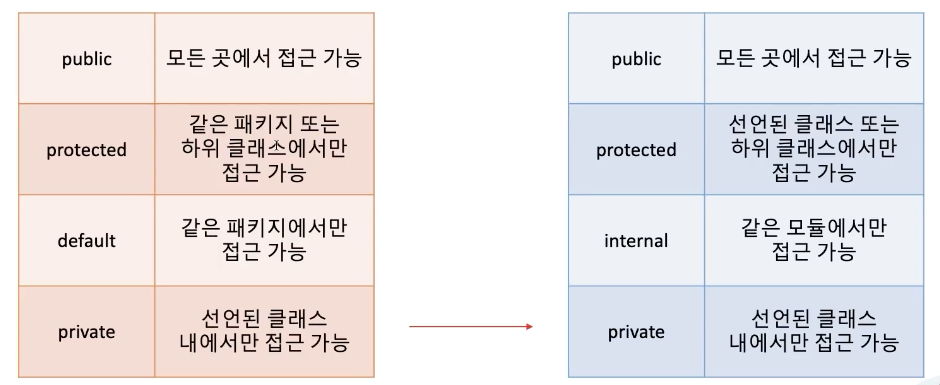 public
모든 곳에서 접근 가능
protected
같은 패키지 또는
하위 클래스에서만
접근 가능
default
같은 패키지에서만
접근 가능
private
선언된 클래스
내에서만 접근 가능
public
모든 곳에서 접근 가능
protected
선언된 클래스 또는
하위 클래스에서만
접근 가능
internal
같은 모듈에서만
접근 가능
private
선언된 클래스
내에서만 접근 가능